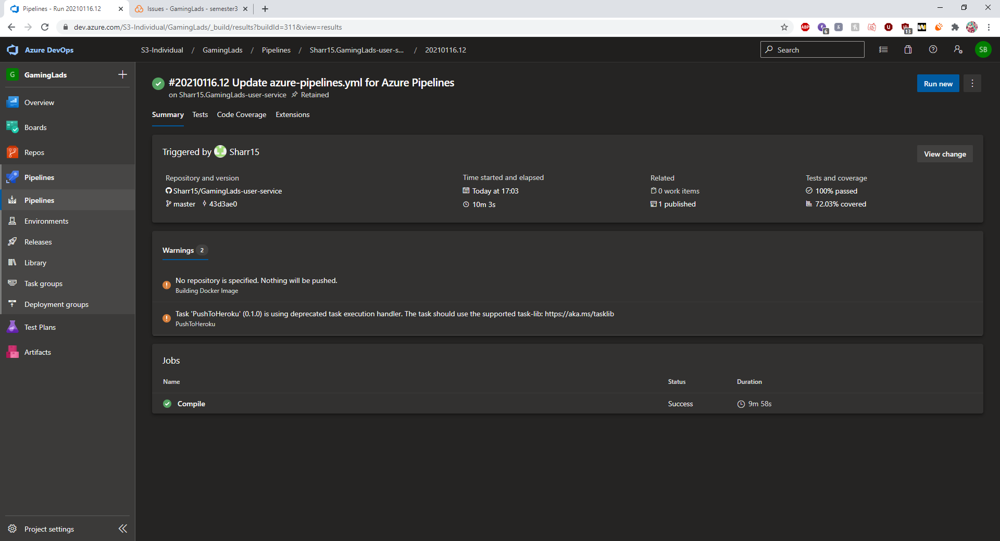 Pipelines - Run 20210116.12
Issues - GamingLads - semester3
dev.azure.com/S3-Individual/GamingLads/_build/results?buildId=311&view=results
ABP
6
13
Azure DevOps
S3-Individual / GamingLads / Pipelines / Sharr15.GamingLads-user-s... / 20210116.12
Search
SB
G GamingLads
Overview
Boards
Repos
Pipelines
Pipelines
Environments
Releases
Library
Task groups
Deployment groups
Test Plans
Artifacts
Project settings
#20210116.12 Update azure-pipelines.yml for Azure Pipelines
on Sharr15.GamingLads-user-service Retained
Run new
Summary Tests Code Coverage Extensions
Triggered by Sharr15
View change
Repository and version
Sharr15/GamingLads-user-service
master 43d3ae0
Time started and elapsed
Today at 17:03
10m 3s
Related
0 work items
1 published
Tests and coverage
100% passed
72.03% covered
Warnings 2
No repository is specified. Nothing will be pushed.
Building Docker Image
Task 'PushToHeroku' (0.1.0) is using deprecated task execution handler. The task should use the supported task-lib: https://aka.ms/tasklib
PushToHeroku
Jobs
Name Status Duration
Compile Success 9m 58s